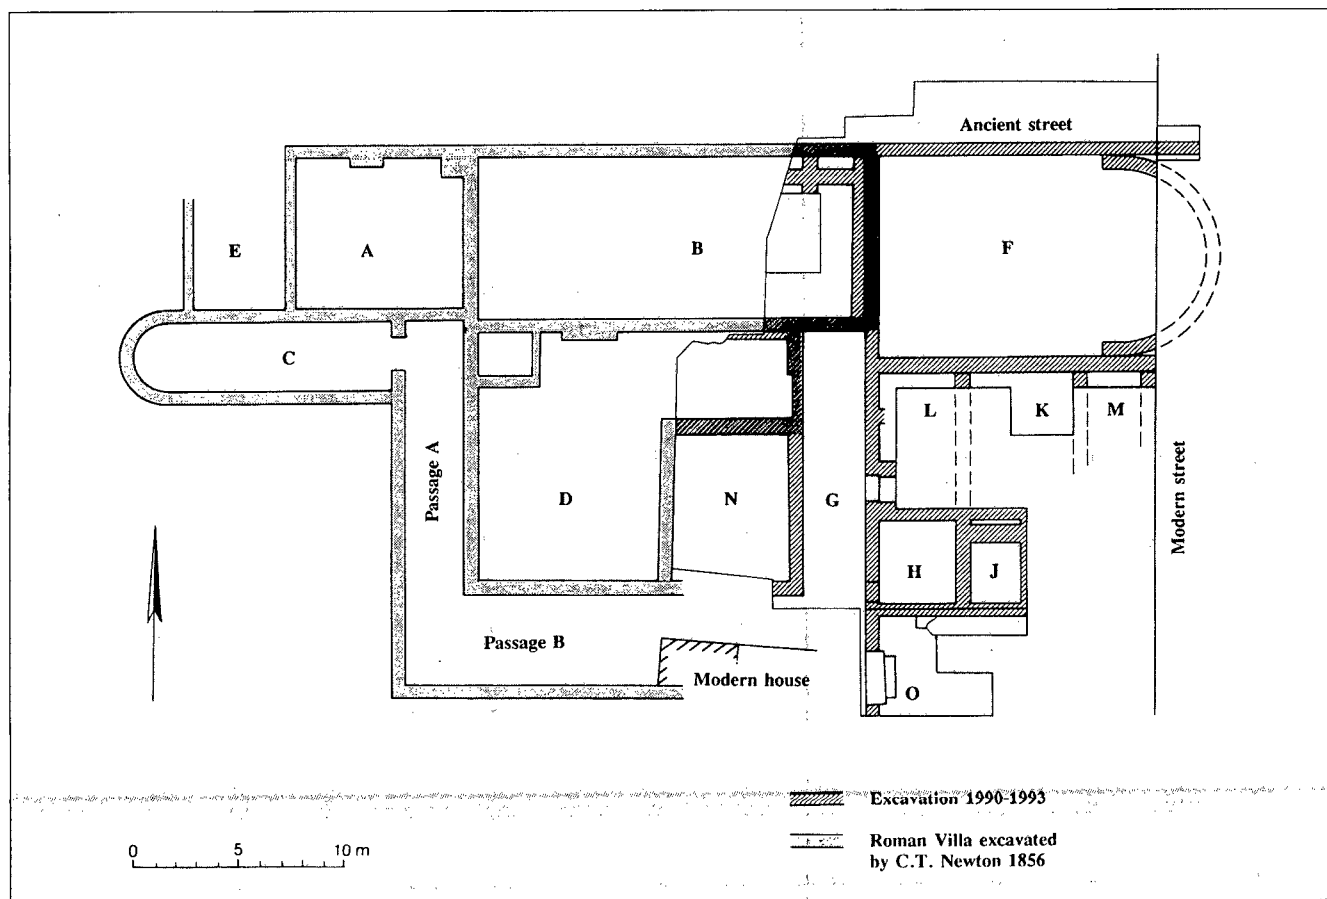 Ancient street
E
A
B
F
C
L
K
M
Passage A
D
N
G
Modern street
H
J
Passage B
Modern house
O
Excavation 1990-1993
Roman Villa excavated
by C.T. Newton 1856
0 5 10 m